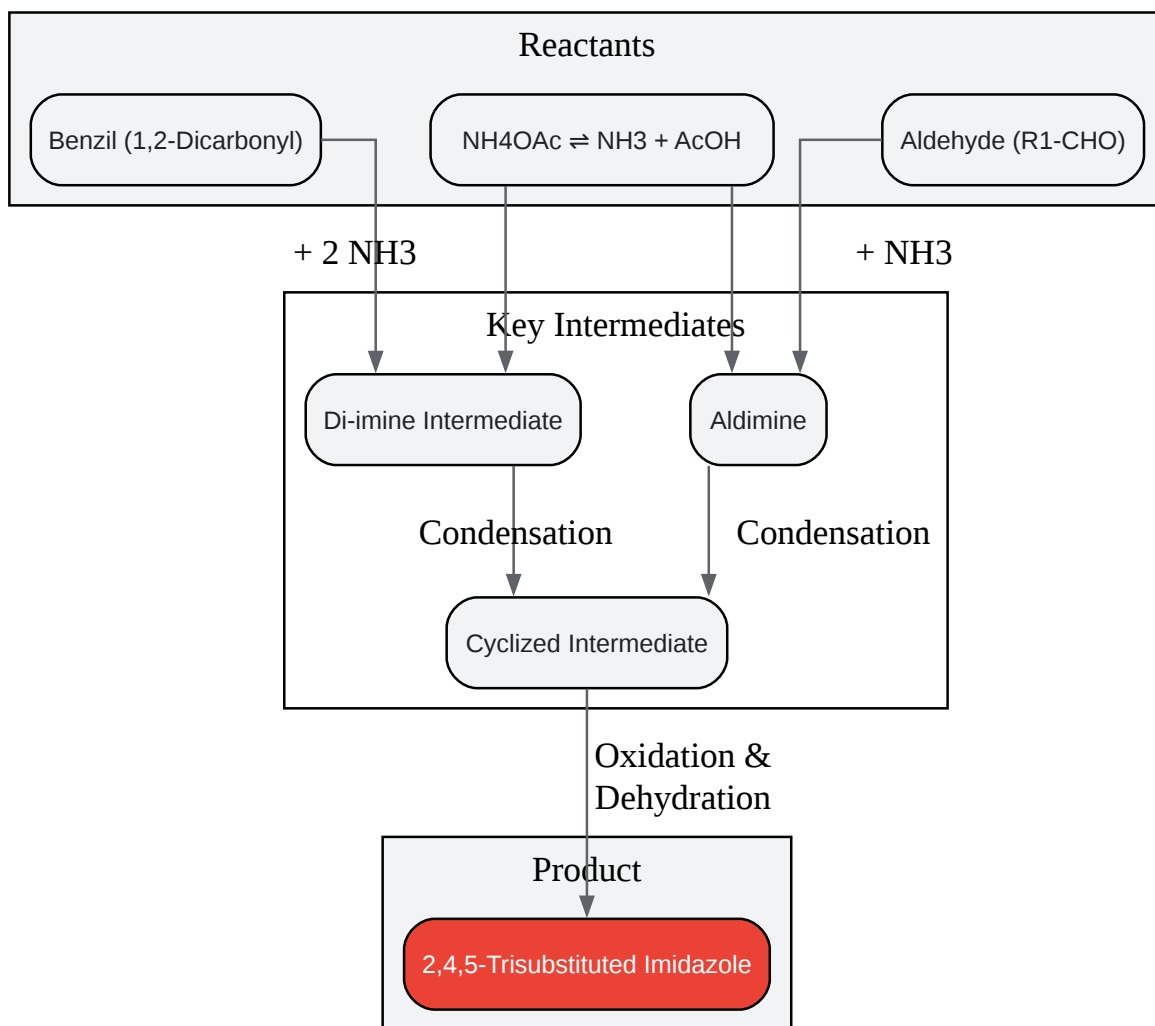 Reactants
Benzil (1,2-Dicarbonyl)
NH4OAc ⇌ NH3 + AcOH
Aldehyde (R1-CHO)
+ 2 NH3
+ NH3
Key Intermediates
Di-imine Intermediate
Aldimine
Condensation
Condensation
Cyclized Intermediate
Oxidation &
Dehydration
Product
2,4,5-Trisubstituted Imidazole